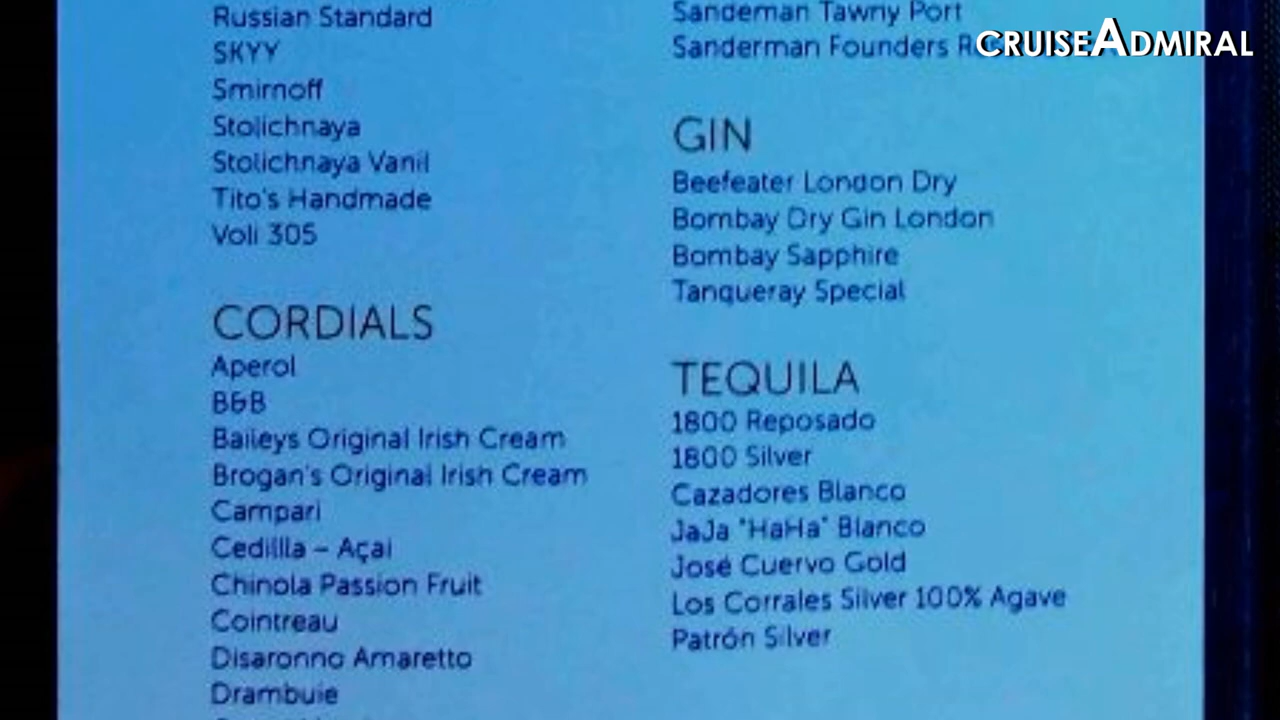 Russian Standard
SKYY
Smirnoff
Stolichnaya
Stolichnaya Vanil
Tito's Handmade
Voli 305
CORDIALS
Aperol
B&B
Baileys Original Irish Cream
Brogan's Original Irish Cream
Campari
Cedillla – Açai
Chinola Passion Fruit
Cointreau
Disaronno Amaretto
Drambuie
Sandeman Tawny Port
Sanderman Founders
CRUISEADMIRAL
GIN
Beefeater London Dry
Bombay Dry Gin London
Bombay Sapphire
Tanqueray Special
TEQUILA
1800 Reposado
1800 Silver
Cazadores Blanco
JaJa "HaHa" Blanco
José Cuervo Gold
Los Corrales Silver 100% Agave
Patrón Silver